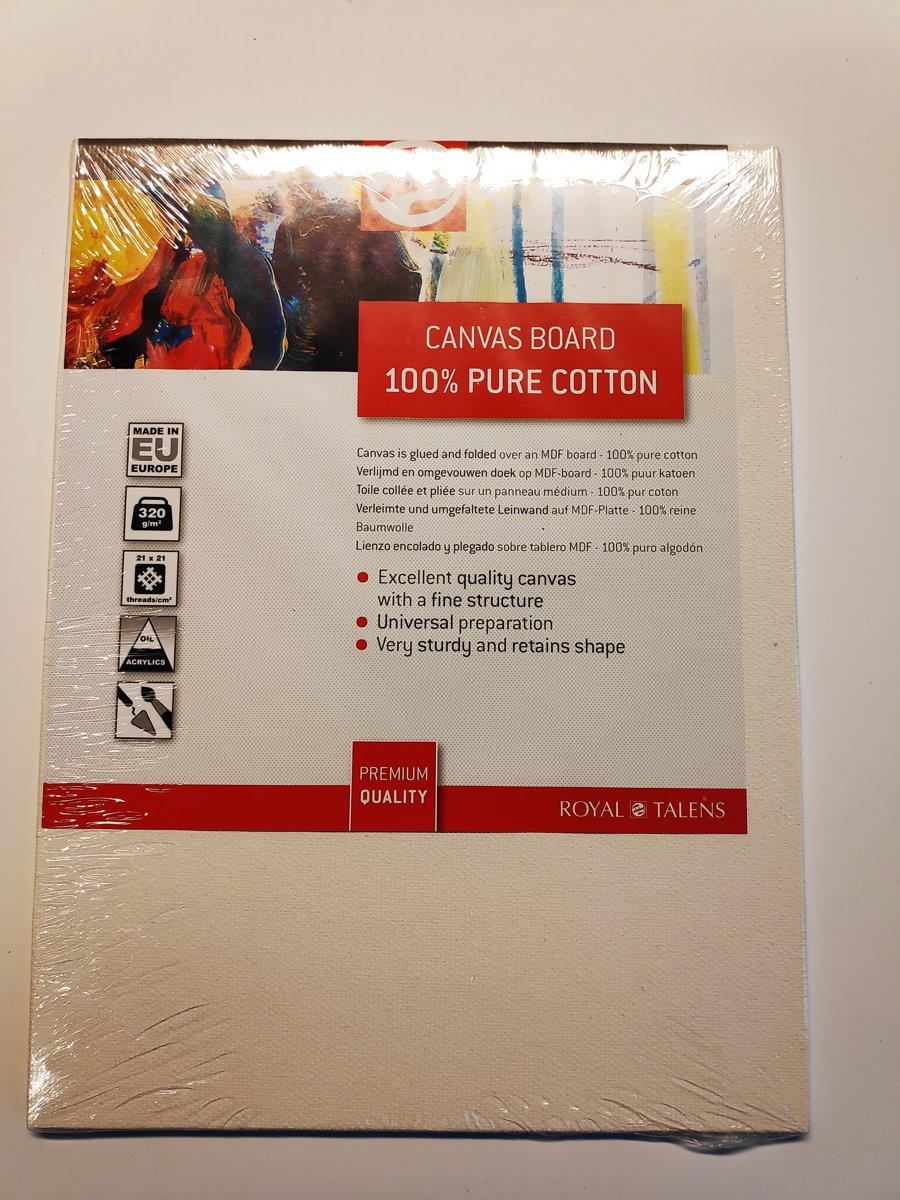 CANVAS BOARD
100% PURE COTTON
MADE IN
EU
EUROPE
320
g/m²
21 x 21
threads/cm²
OIL
ACRYLICS
Canvas is glued and folded over an MDF board - 100% pure cotton
Verlijmd en omgevouwen doek op MDF-board - 100% puur katoen
Toile collée et pliée sur un panneau médium - 100% pur coton
Verleimte und umgefaltete Leinwand auf MDF-Platte - 100% reine
Baumwolle
Lienzo encolado y plegado sobre tablero MDF - 100% puro algodón
Excellent quality canvas
with a fine structure
Universal preparation
Very sturdy and retains shape
PREMIUM
QUALITY
ROYAL TALENS